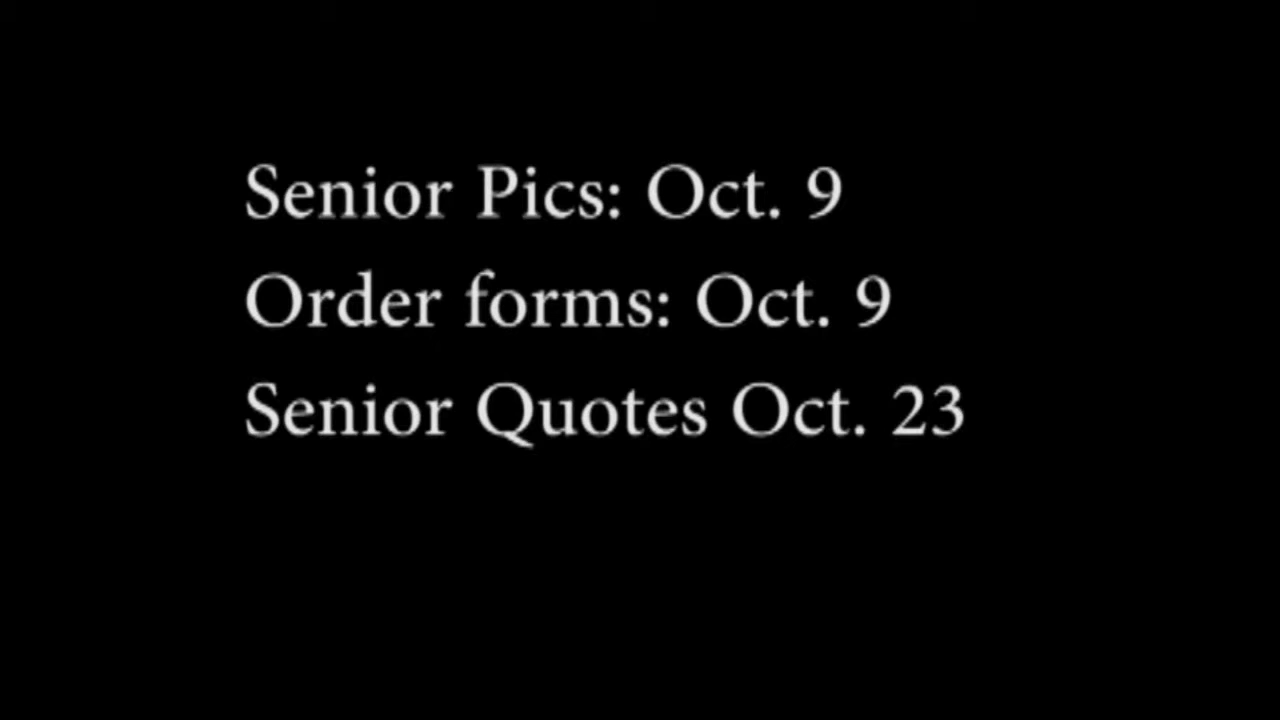 Senior Pics: Oct. 9
Order forms: Oct. 9
Senior Quotes Oct. 23